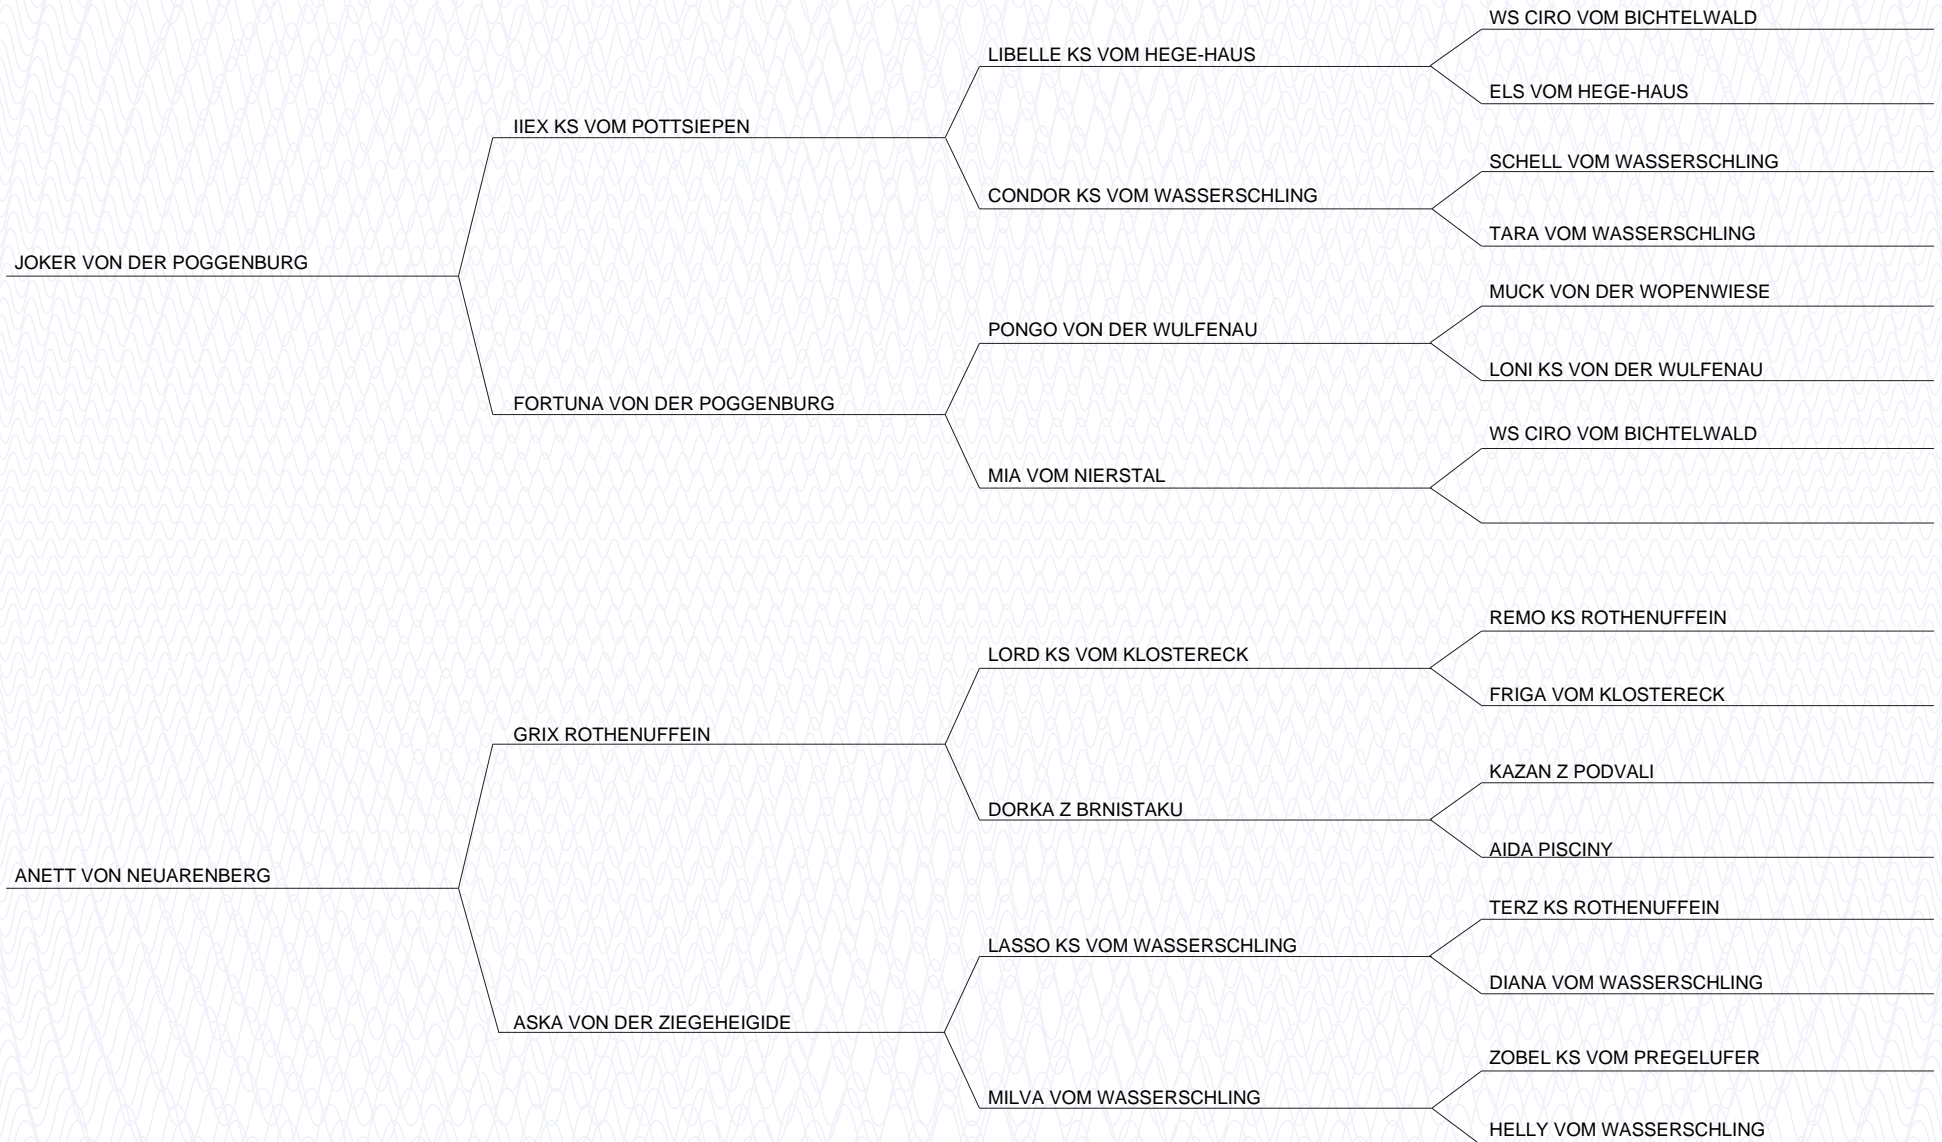 WS CIRO VOM BICHTELWALD
LIBELLE KS VOM HEGE-HAUS
ELS VOM HEGE-HAUS
IIEX KS VOM POTTSIEPEN
SCHELL VOM WASSERSCHLING
CONDOR KS VOM WASSERSCHLING
TARA VOM WASSERSCHLING
JOKER VON DER POGGENBURG
MUCK VON DER WOPENWIESE
PONGO VON DER WULFENAU
LONI KS VON DER WULFENAU
FORTUNA VON DER POGGENBURG
WS CIRO VOM BICHTELWALD
MIA VOM NIERSTAL
REMO KS ROTHENUFFEIN
LORD KS VOM KLOSTERECK
FRIGA VOM KLOSTERECK
GRIX ROTHENUFFEIN
KAZAN Z PODVALI
DORKA Z BRNISTAKU
AIDA PISCINY
ANETT VON NEUARENBERG
TERZ KS ROTHENUFFEIN
LASSO KS VOM WASSERSCHLING
DIANA VOM WASSERSCHLING
ASKA VON DER ZIEGEHEIGIDE
ZOBEL KS VOM PREGELUFER
MILVA VOM WASSERSCHLING
HELLY VOM WASSERSCHLING